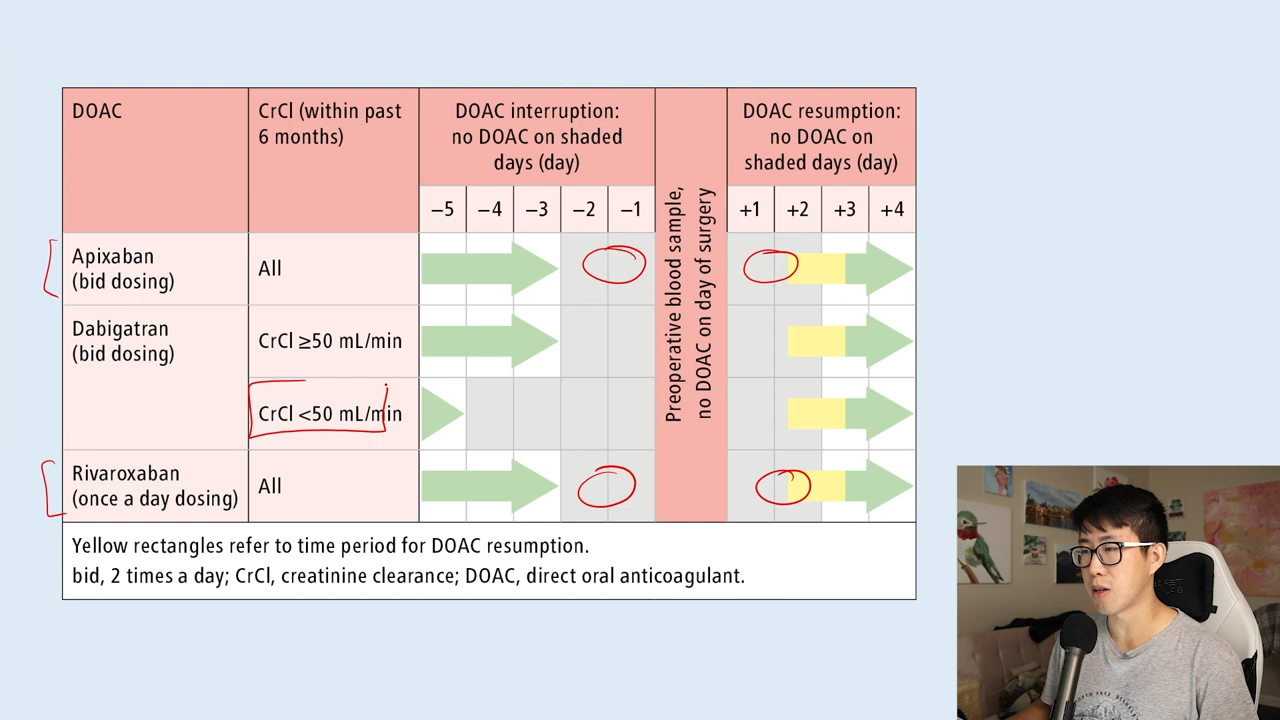 DOAC
CrCl (within past
6 months)
DOAC interruption:
no DOAC on shaded
days (day)
Preoperative blood sample,
no DOAC on day of surgery
DOAC resumption:
no DOAC on
shaded days (day)
−5 −4 −3 −2 −1 +1 +2 +3 +4
Apixaban
(bid dosing)
All
Dabigatran
(bid dosing)
CrCl ≥50 mL/min
CrCl <50 mL/min
Rivaroxaban
(once a day dosing)
All
Yellow rectangles refer to time period for DOAC resumption.
bid, 2 times a day; CrCl, creatinine clearance; DOAC, direct oral anticoagulant.